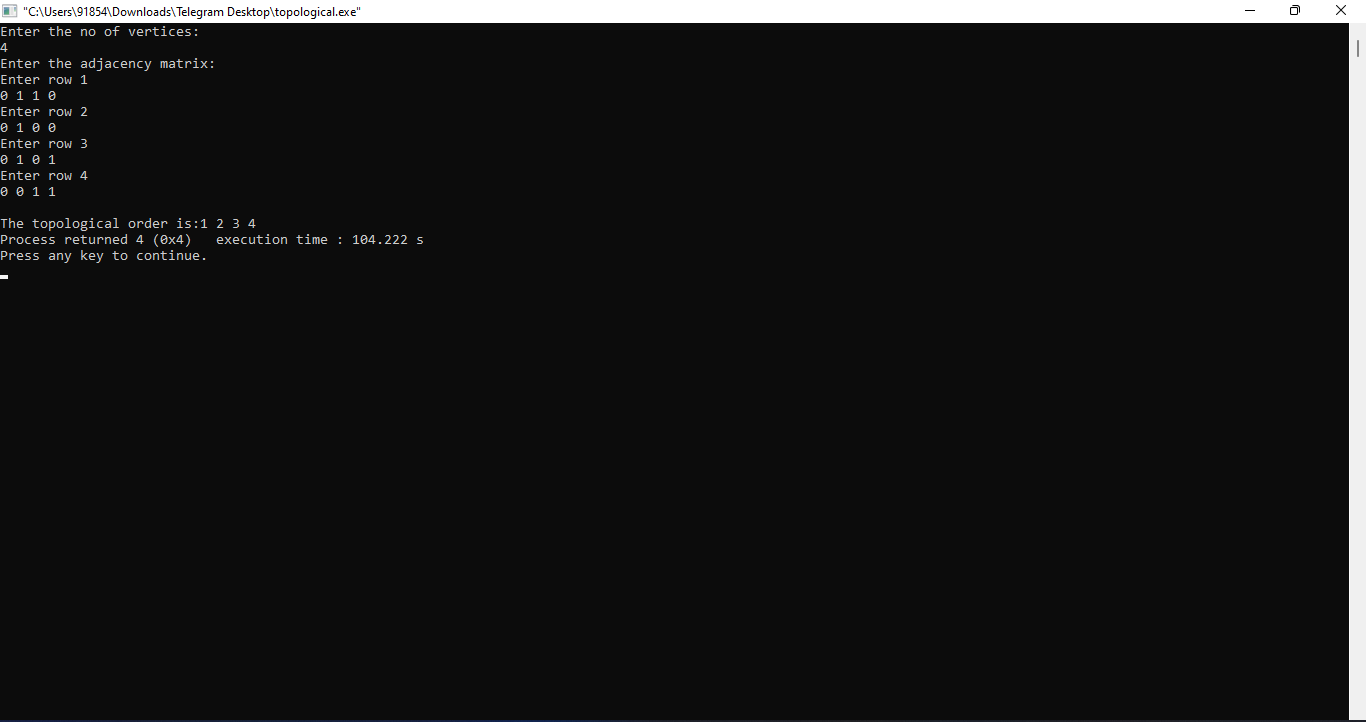 "C:\Users\91854\Downloads\Telegram Desktop\topological.exe"
Enter the no of vertices:
4
Enter the adjacency matrix:
Enter row 1
0 1 1 0
Enter row 2
0 1 0 0
Enter row 3
0 1 0 1
Enter row 4
0 0 1 1
The topological order is:1 2 3 4
Process returned 4 (0x4)   execution time : 104.222 s
Press any key to continue.